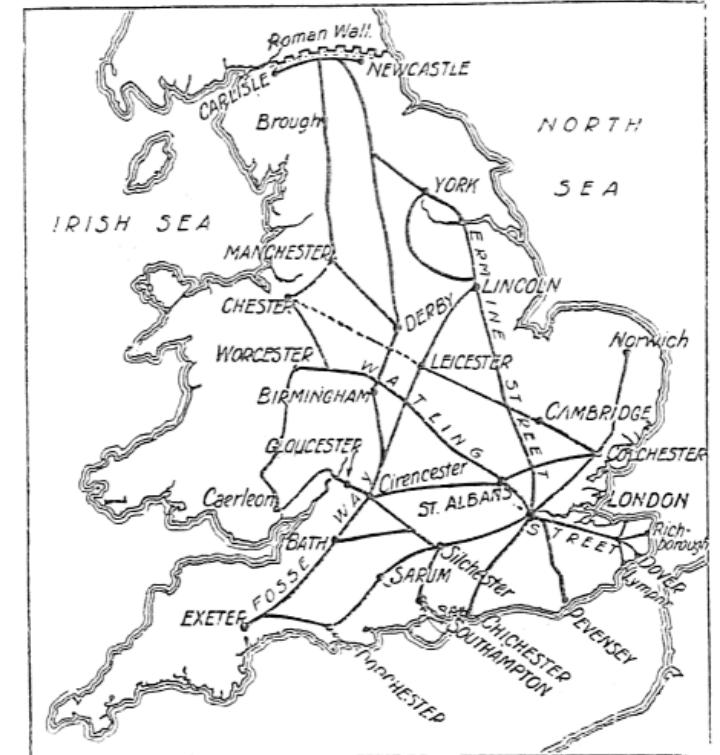 Roman Wall.
NEWCASTLE
CARLISLE
Brough
NORTH
SEA
YORK
IRISH SEA
MANCHESTER
ERMINE STREET
LINCOLN
CHESTER
DERBY
Norwich
WORCESTER
LEICESTER
WATLING
BIRMINGHAM
CAMBRIDGE
GLOUCESTER
COLCHESTER
Cirencester
Caerleon
ST. ALBANS
LONDON
FOSSE WAY
STREET
Rich-
borough
BATH
DOVER
Silchester
Lympne
SARUM
EXETER
CHICHESTER
SOUTHAMPTON
DORCHESTER